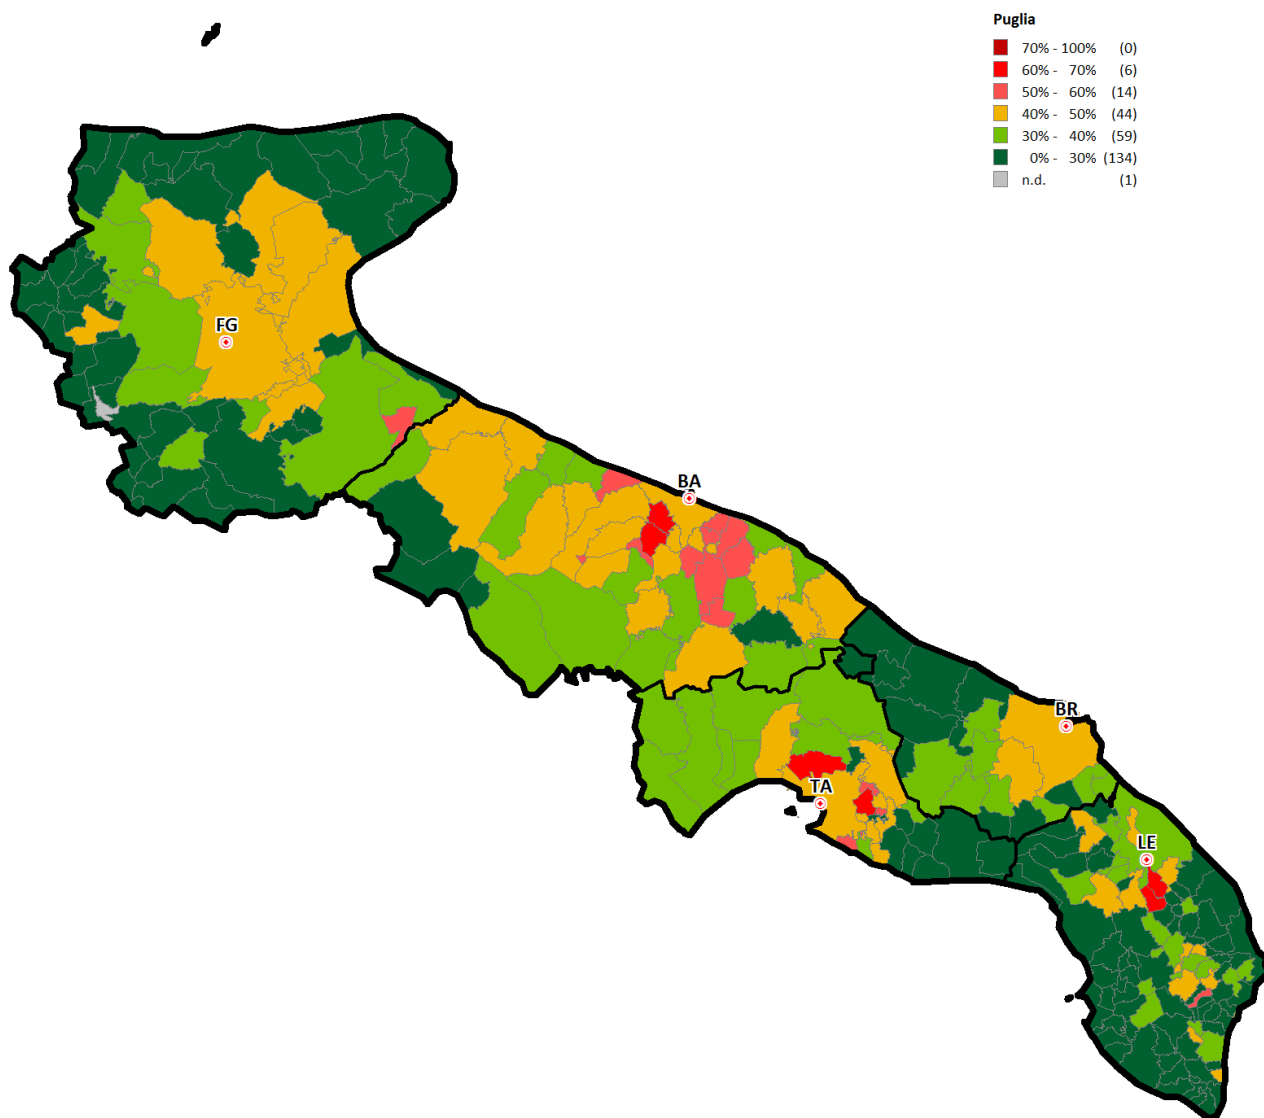 Puglia
70% - 100% (0)
60% - 70% (6)
50% - 60% (14)
40% - 50% (44)
30% - 40% (59)
0% - 30% (134)
n.d. (1)
FG
BA
BR
TA
LE